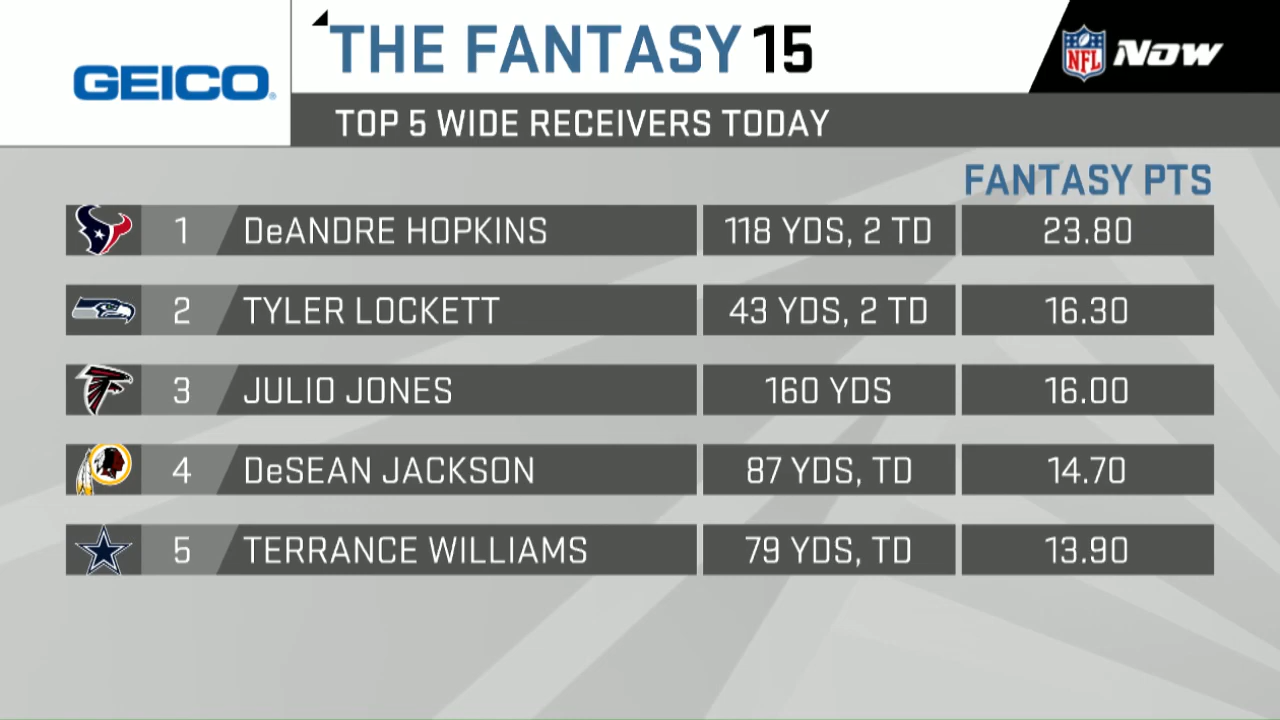 GEICO
THE FANTASY 15
NFL NOW
TOP 5 WIDE RECEIVERS TODAY
FANTASY PTS
1 DeANDRE HOPKINS 118 YDS, 2 TD 23.80
2 TYLER LOCKETT 43 YDS, 2 TD 16.30
3 JULIO JONES 160 YDS 16.00
4 DeSEAN JACKSON 87 YDS, TD 14.70
5 TERRANCE WILLIAMS 79 YDS, TD 13.90